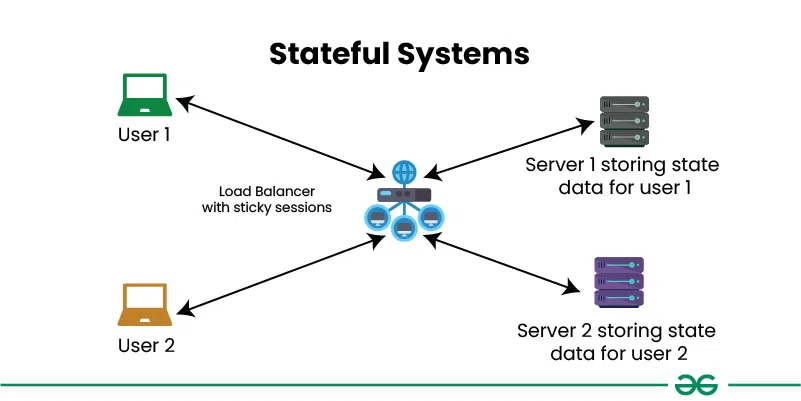 Stateful Systems
User 1
Server 1 storing state
data for user 1
Load Balancer
with sticky sessions
User 2
Server 2 storing state
data for user 2